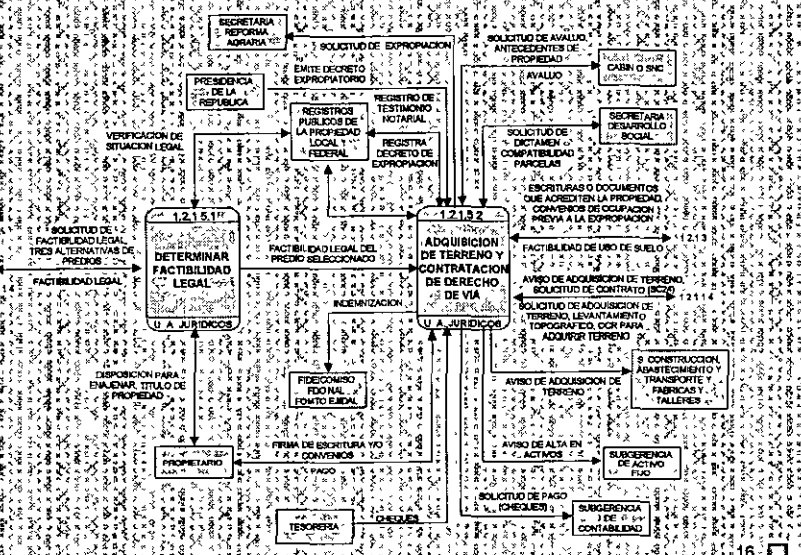 SECRETARIA
REFORMA
AGRARIA
SOLICITUD DE EXPROPIACION
EMITE DECRETO
EXPROPIATORIO
PRESIDENCIA
DE LA
REPUBLICA
REGISTRO DE
TESTIMONIO
NOTARIAL
REGISTROS
PUBLICOS DE
LA PROPIEDAD
LOCAL Y
FEDERAL
REGISTRA
DECRETO DE
EXPROPIACION
VERIFICACION DE
SITUACION LEGAL
SOLICITUD DE AVALUO,
ANTECEDENTES DE
PROPIEDAD
AVALUO
CABIN O SNC
SECRETARIA
DESARROLLO
SOCIAL
SOLICITUD DE
DICTAMEN
COMPATIBILIDAD
PARCELAS
ESCRITURAS O DOCUMENTOS
QUE ACREDITEN LA PROPIEDAD,
CONVENIOS DE OCUPACION
PREVIA A LA EXPROPIACION
1.2.1.3
FACTIBILIDAD DE USO DE SUELO
SOLICITUD DE
FACTIBILIDAD LEGAL,
TRES ALTERNATIVAS DE
PREDIOS
FACTIBILIDAD LEGAL
1.2.1.5.1
DETERMINAR
FACTIBILIDAD
LEGAL
U. A. JURIDICOS
FACTIBILIDAD LEGAL DEL
PREDIO SELECCIONADO
1.2.1.5.2
ADQUISICION
DE TERRENO Y
CONTRATACION
DE DERECHO
DE VIA
U. A. JURIDICOS
AVISO DE ADQUISICION DE TERRENO,
SOLICITUD DE CONTRATO
1.2.1.1.4
SOLICITUD DE ADQUISICION DE
TERRENO, LEVANTAMIENTO
TOPOGRAFICO, OCR PARA
ADQUIRIR TERRENO
INDEMNIZACION
FIDEICOMISO
FDO NAL
FOMTO EJIDAL
DISPOSICION PARA
ENAJENAR, TITULO DE
PROPIEDAD
PROPIETARIO
FIRMA DE ESCRITURA Y/O
CONVENIOS
PAGO
AVISO DE ADQUISICION DE
TERRENO
S. CONSTRUCCION,
ABASTECIMIENTO Y
TRANSPORTE Y
FABRICAS Y
TALLERES
AVISO DE ALTA EN
ACTIVOS
SUBGERENCIA
DE ACTIVO
FIJO
SOLICITUD DE PAGO
(CHEQUES)
SUBGERENCIA
DE
CONTABILIDAD
TESORERIA
CHEQUES
16